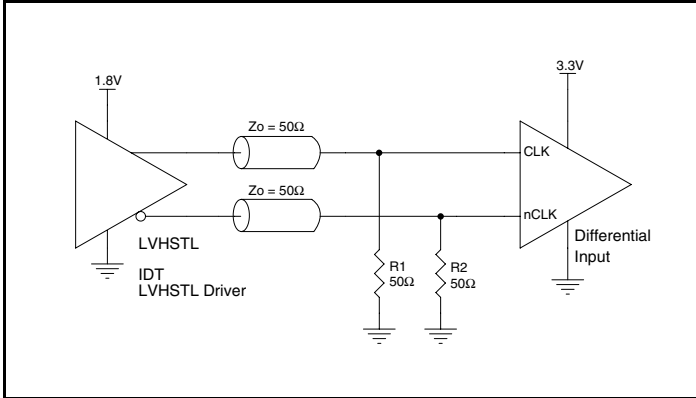 1.8V
3.3V
Zo = 50Ω
CLK
Zo = 50Ω
nCLK
LVHSTL
Differential
Input
IDT
LVHSTL Driver
R1
50Ω
R2
50Ω